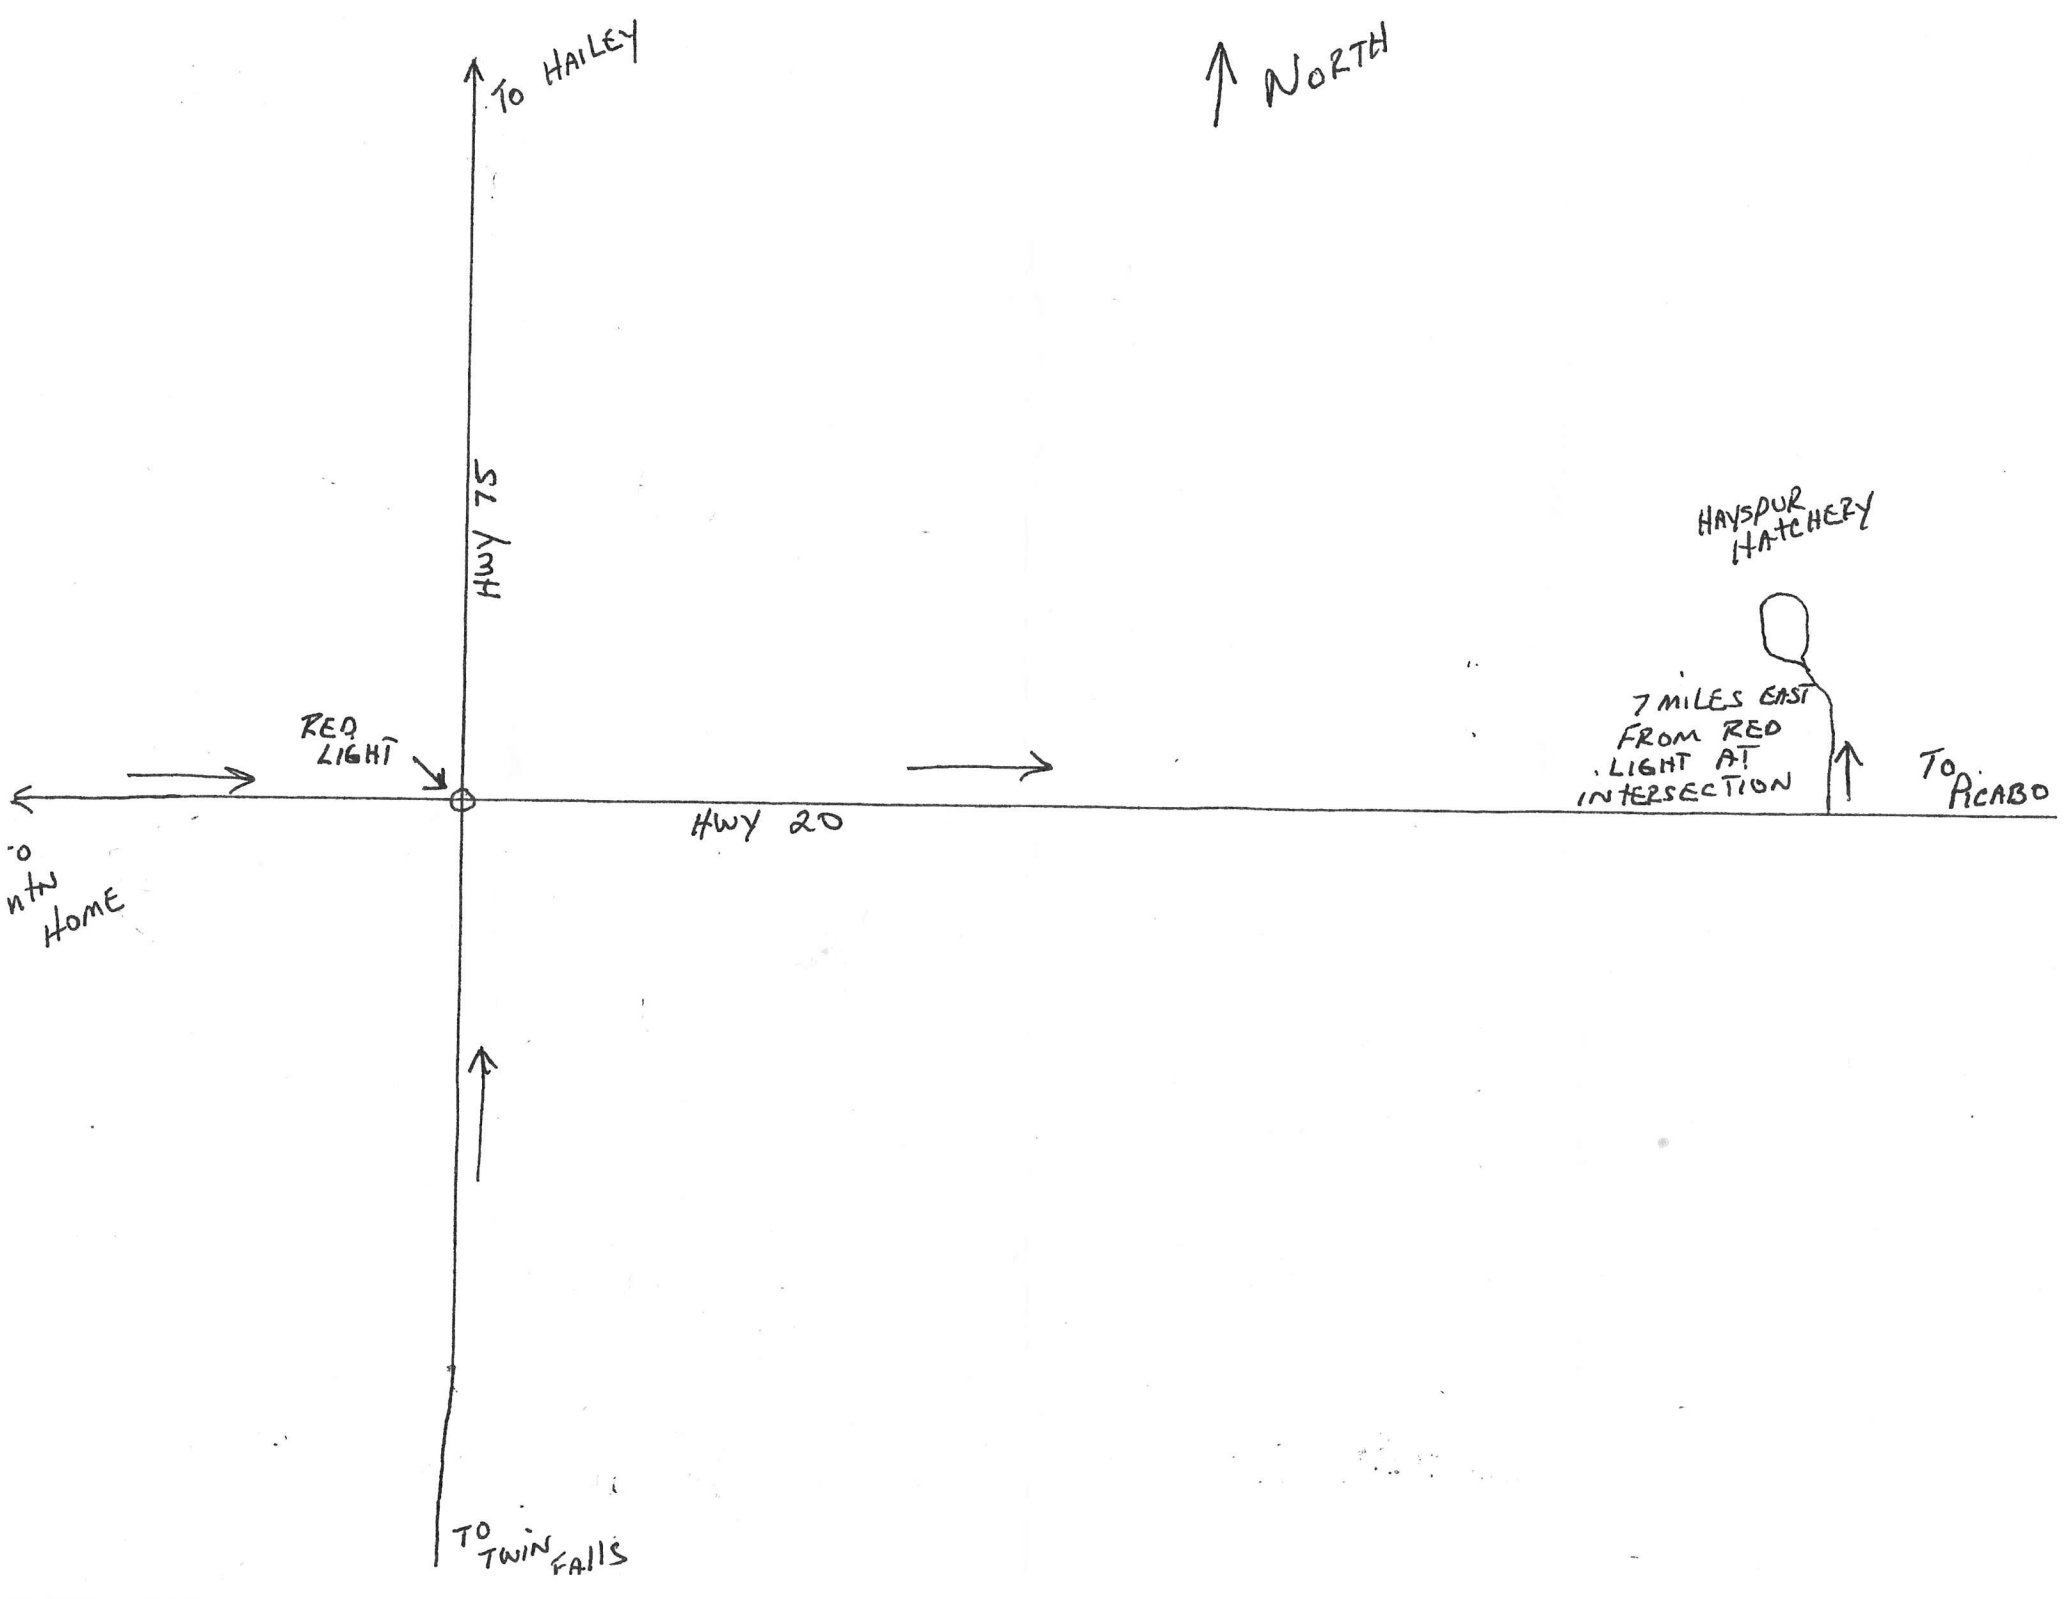 TO HAILEY
NORTH
HWY 75
HAYSPUR
HATCHERY
RED
LIGHT
7 MILES EAST
FROM RED
LIGHT AT
INTERSECTION
TO
PICABO
HWY 20
mtN
HOME
TO
TWIN
FAllS